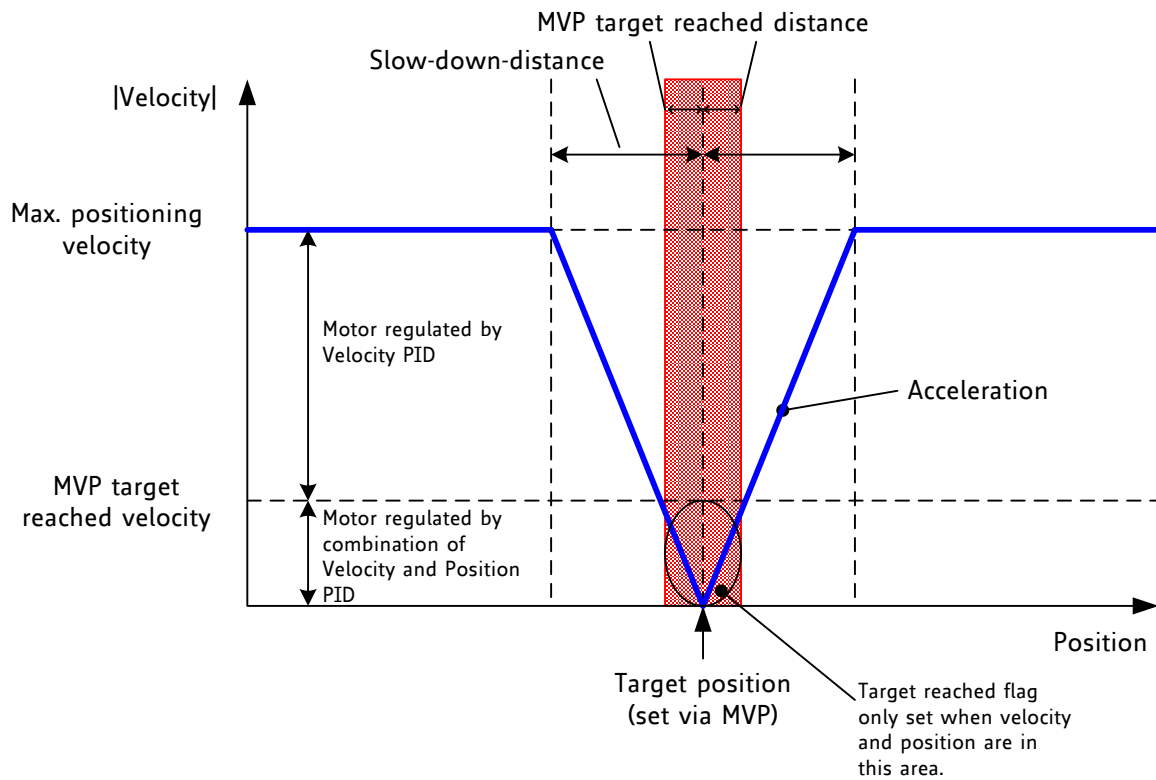 MVP target reached distance
Slow-down-distance
|Velocity|
Max. positioning
velocity
Motor regulated by
Velocity PID
Acceleration
MVP target
reached velocity
Motor regulated by
combination of
Velocity and Position
PID
Position
Target position
(set via MVP)
Target reached flag
only set when velocity
and position are in
this area.